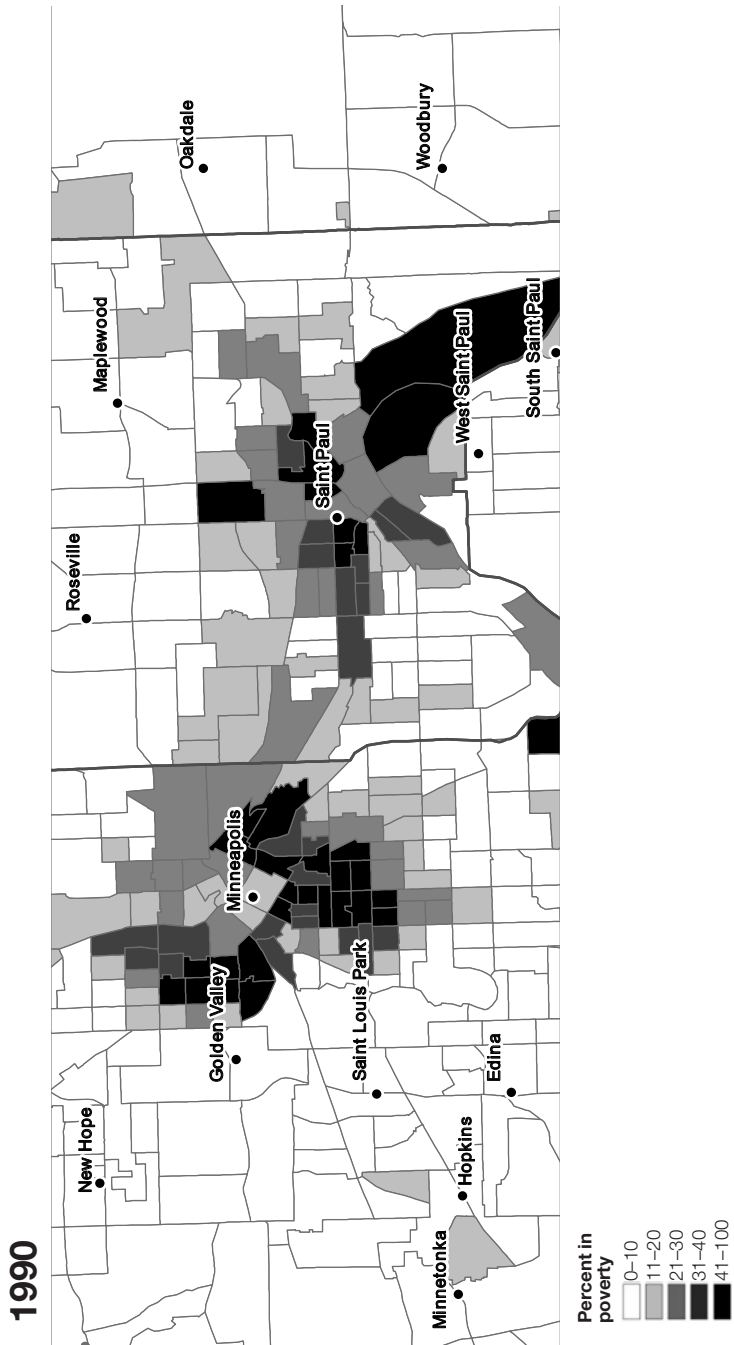 1990
Oakdale
Woodbury
Maplewood
South Saint Paul
West Saint Paul
Saint Paul
Roseville
Minneapolis
Golden Valley
Saint Louis Park
Edina
New Hope
Hopkins
Minnetonka
Percent in
poverty
0–10
11–20
21–30
31–40
41–100